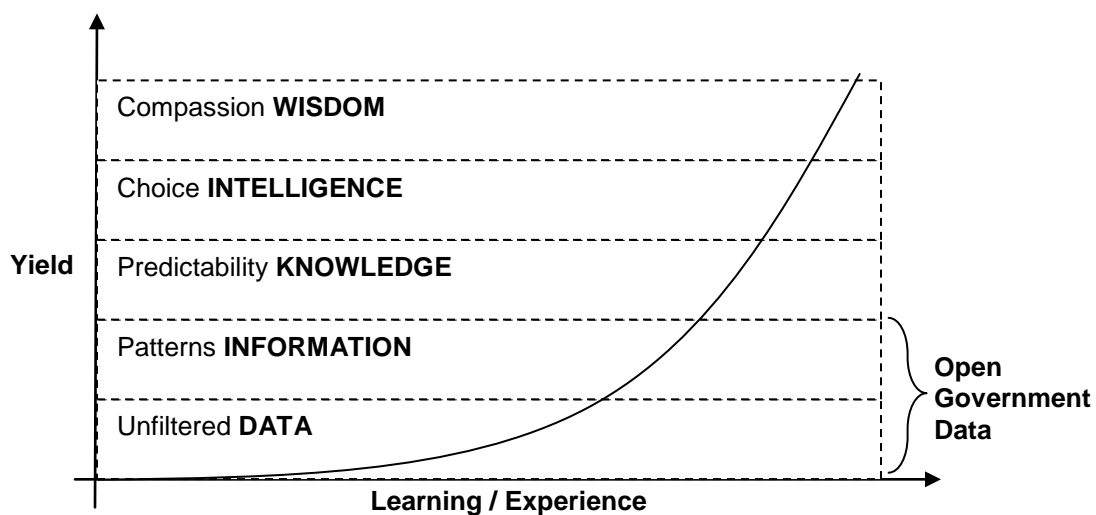 Compassion WISDOM
Choice INTELLIGENCE
Yield
Predictability KNOWLEDGE
Patterns INFORMATION
Unfiltered DATA
Open
Government
Data
Learning / Experience